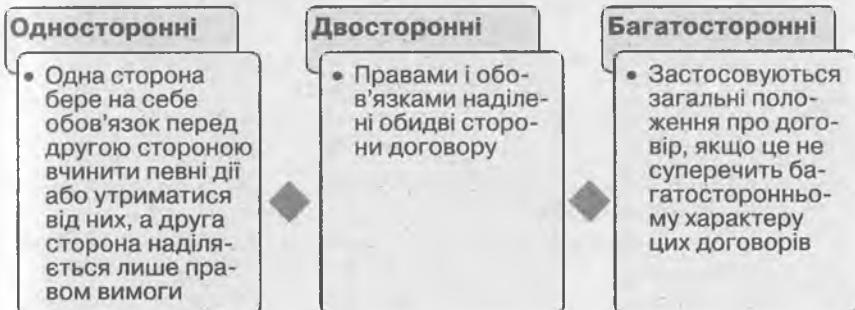 Односторонні
• Одна сторона
бере на себе
обов'язок перед
другою стороною
вчинити певні дії
або утриматися
від них, а друга
сторона наділя-
ється лише пра-
вом вимоги
Двосторонні
• Правами і обо-
в'язками наділе-
ні обидві сторо-
ни договору
Багатосторонні
• Застосовуються
загальні поло-
ження про дого-
вір, якщо це не
суперечить ба-
гатосторонньо-
му характеру
цих договорів